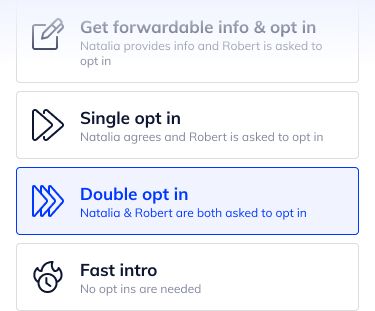 Get forwardable info & opt in
Natalia provides info and Robert is asked to
opt in
Single opt in
Natalia agrees and Robert is asked to opt in
Double opt in
Natalia & Robert are both asked to opt in
Fast intro
No opt ins are needed